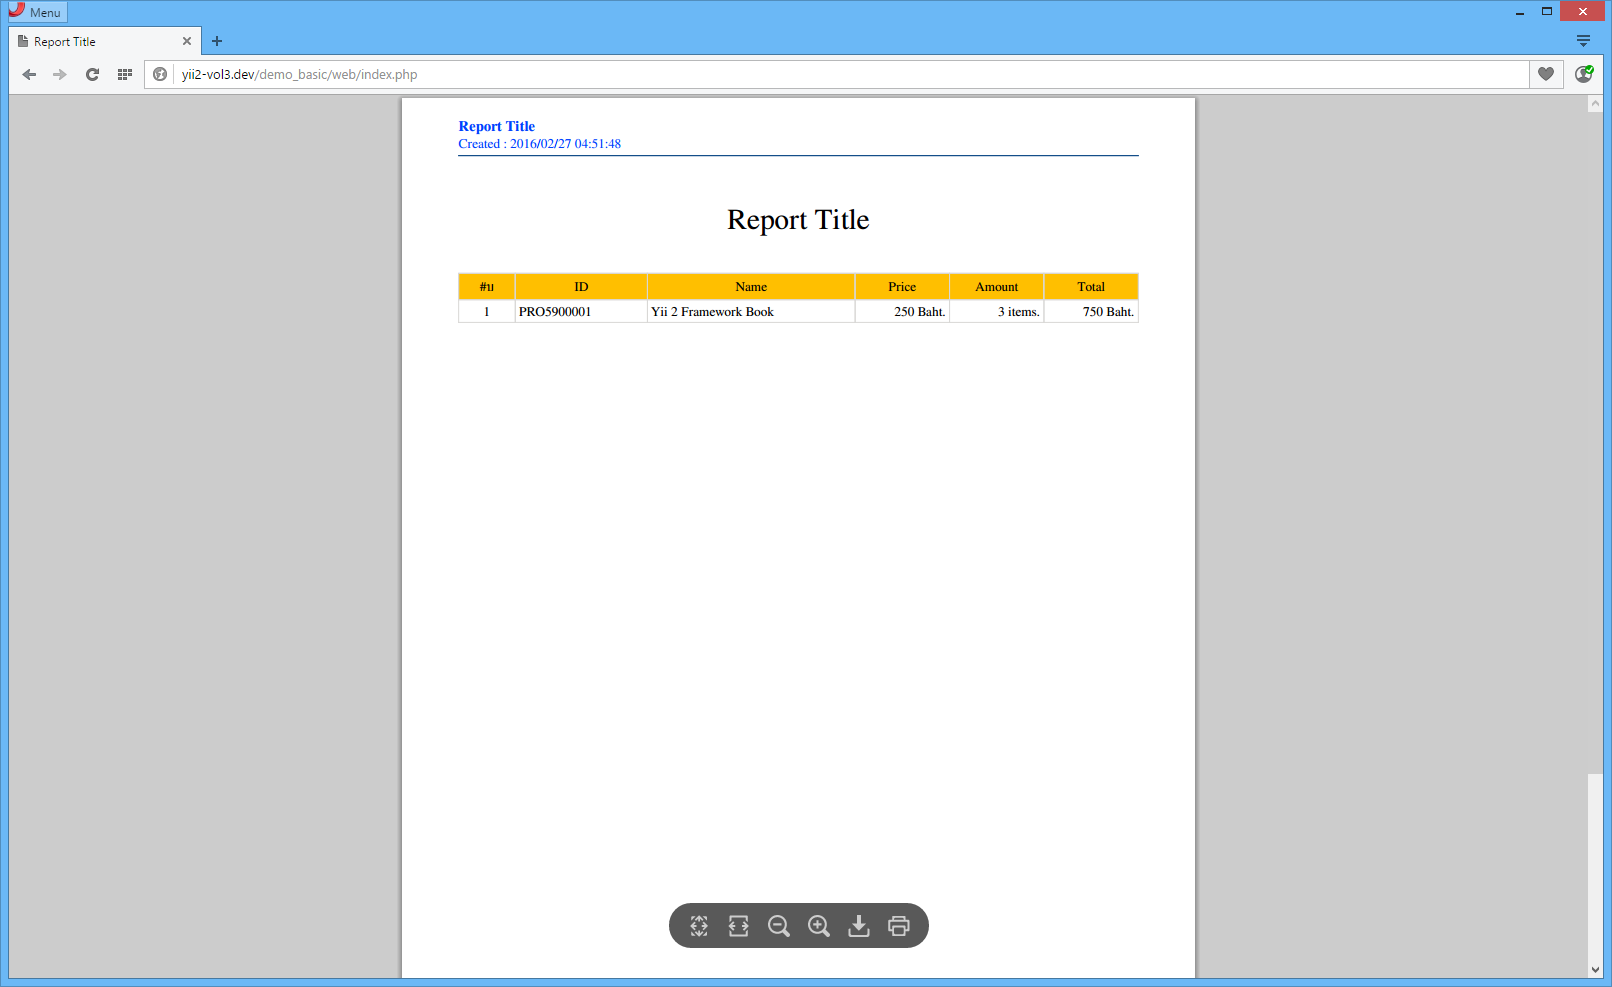 Menu
Report Title
yii2-vol3.dev/demo_basic/web/index.php
Report Title
Created : 2016/02/27 04:51:48
Report Title
#บ ID Name Price Amount Total
1 PRO5900001 Yii 2 Framework Book 250 Baht. 3 items. 750 Baht.